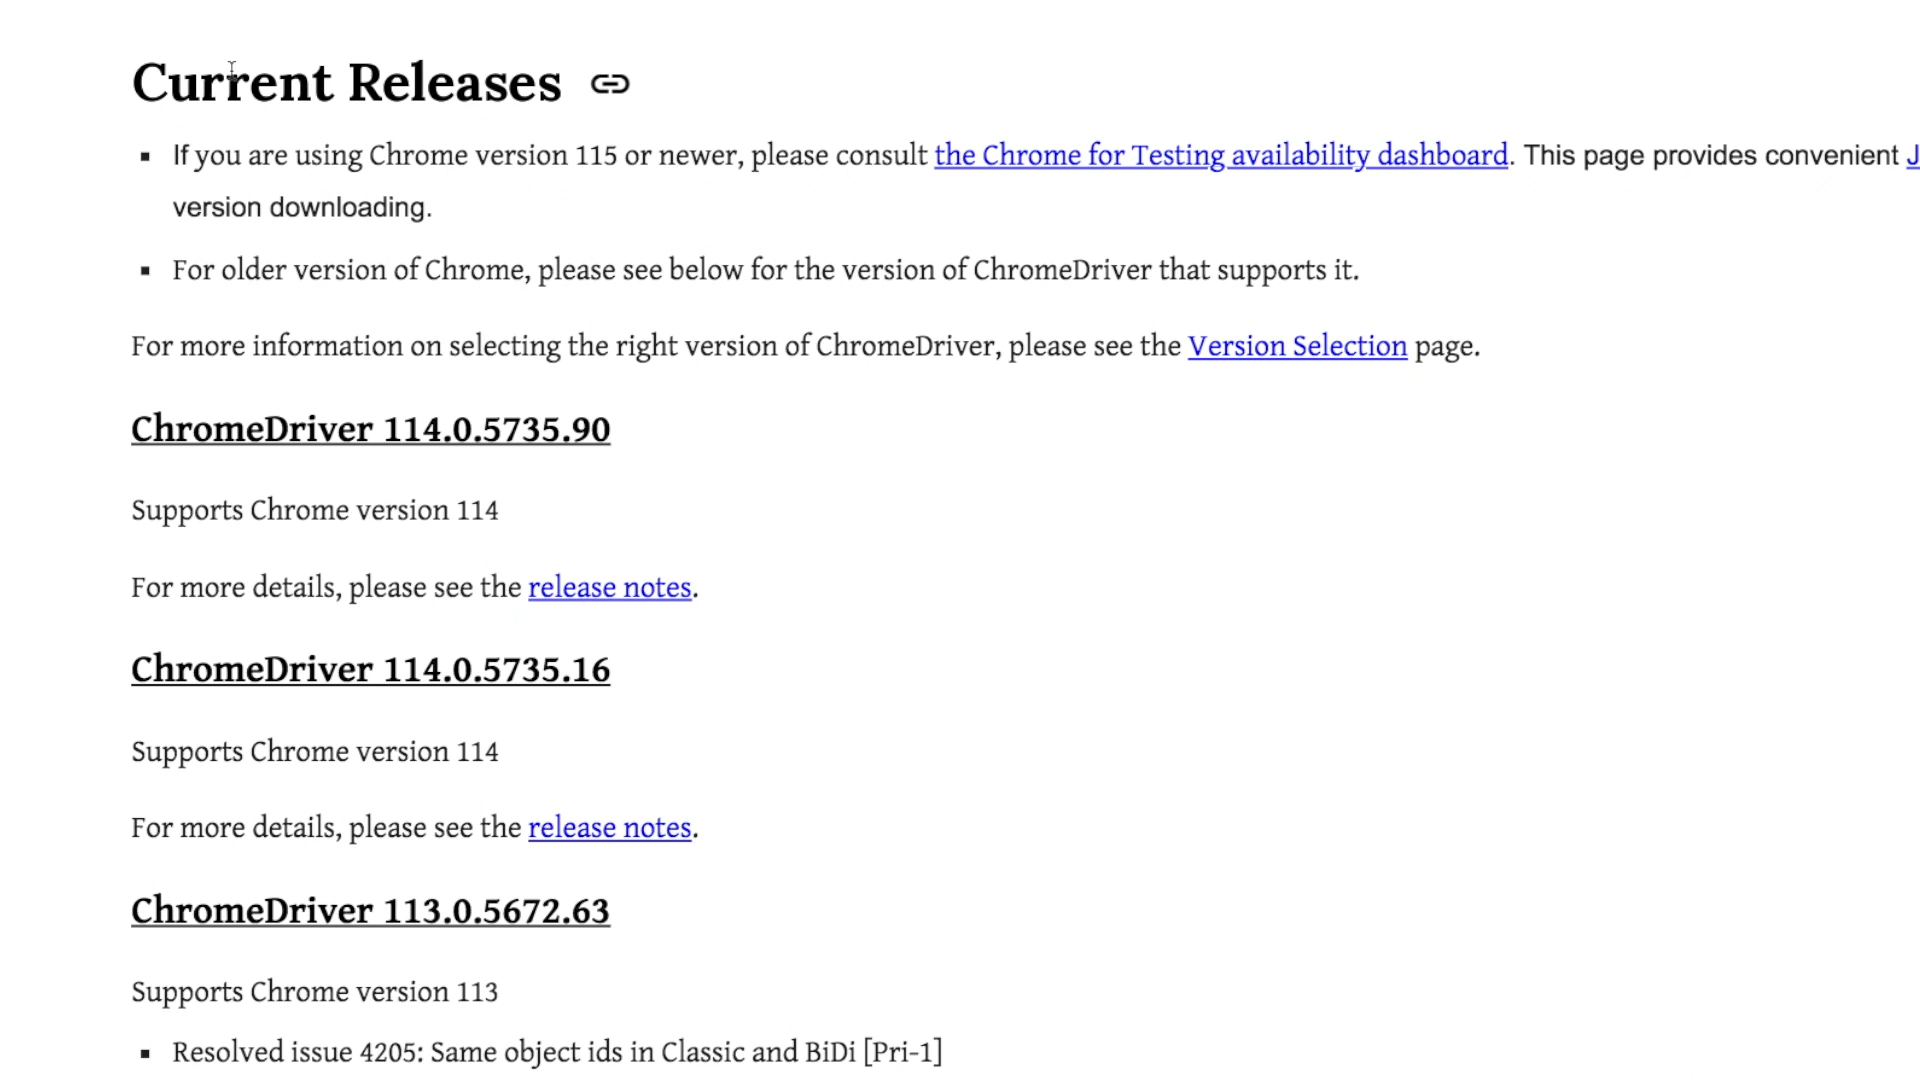 Current Releases
If you are using Chrome version 115 or newer, please consult the Chrome for Testing availability dashboard. This page provides convenient J
version downloading.
For older version of Chrome, please see below for the version of ChromeDriver that supports it.
For more information on selecting the right version of ChromeDriver, please see the Version Selection page.
ChromeDriver 114.0.5735.90
Supports Chrome version 114
For more details, please see the release notes.
ChromeDriver 114.0.5735.16
Supports Chrome version 114
For more details, please see the release notes.
ChromeDriver 113.0.5672.63
Supports Chrome version 113
Resolved issue 4205: Same object ids in Classic and BiDi [Pri-1]